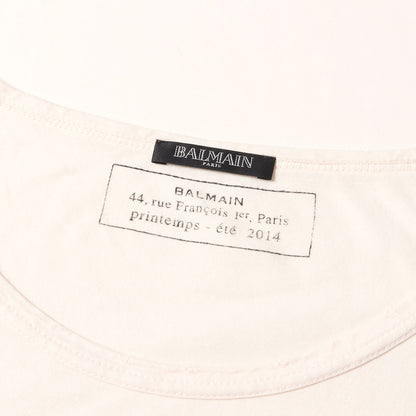 BALMAIN
PARIS
BALMAIN
44, rue François 1er, Paris
printemps - été 2014